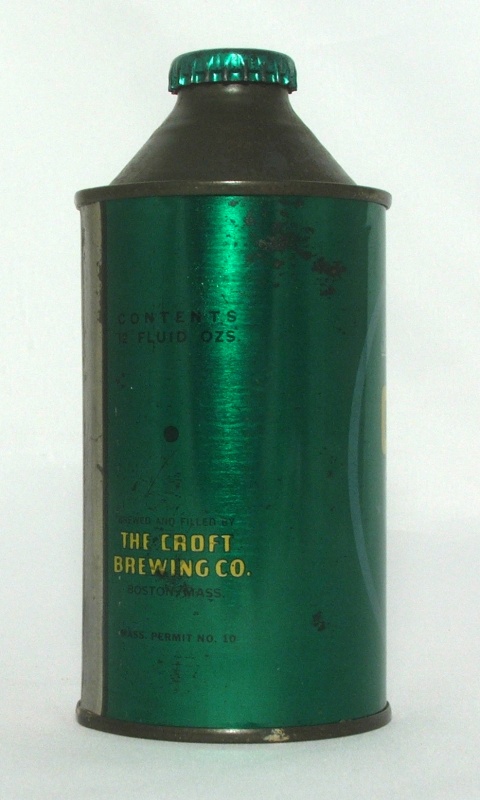 CONTENTS
12 FLUID OZS.
BREWED AND FILLED BY
THE CROFT
BREWING CO.
BOSTON, MASS.
MASS. PERMIT NO. 10